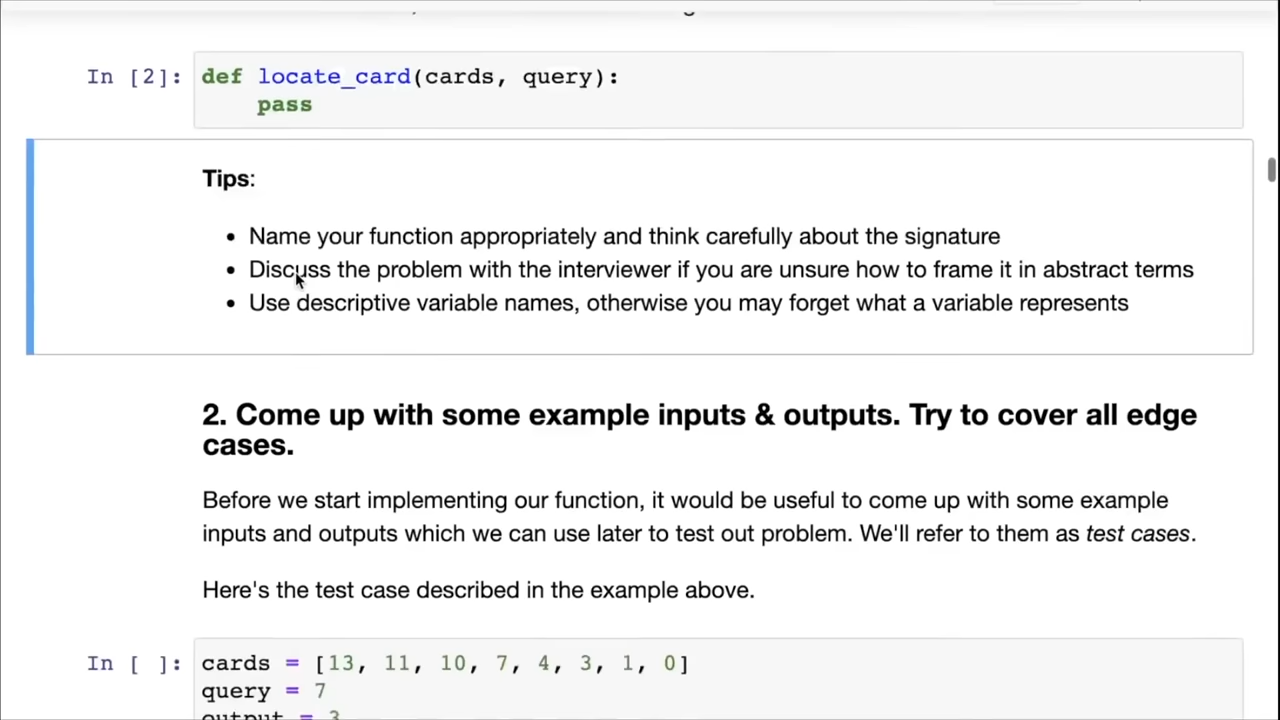 In [2]: def locate_card(cards, query):
pass
Tips:
• Name your function appropriately and think carefully about the signature
• Discuss the problem with the interviewer if you are unsure how to frame it in abstract terms
• Use descriptive variable names, otherwise you may forget what a variable represents
2. Come up with some example inputs & outputs. Try to cover all edge
cases.
Before we start implementing our function, it would be useful to come up with some example
inputs and outputs which we can use later to test out problem. We'll refer to them as test cases.
Here's the test case described in the example above.
In [ ]: cards = [13, 11, 10, 7, 4, 3, 1, 0]
query = 7
output = 3